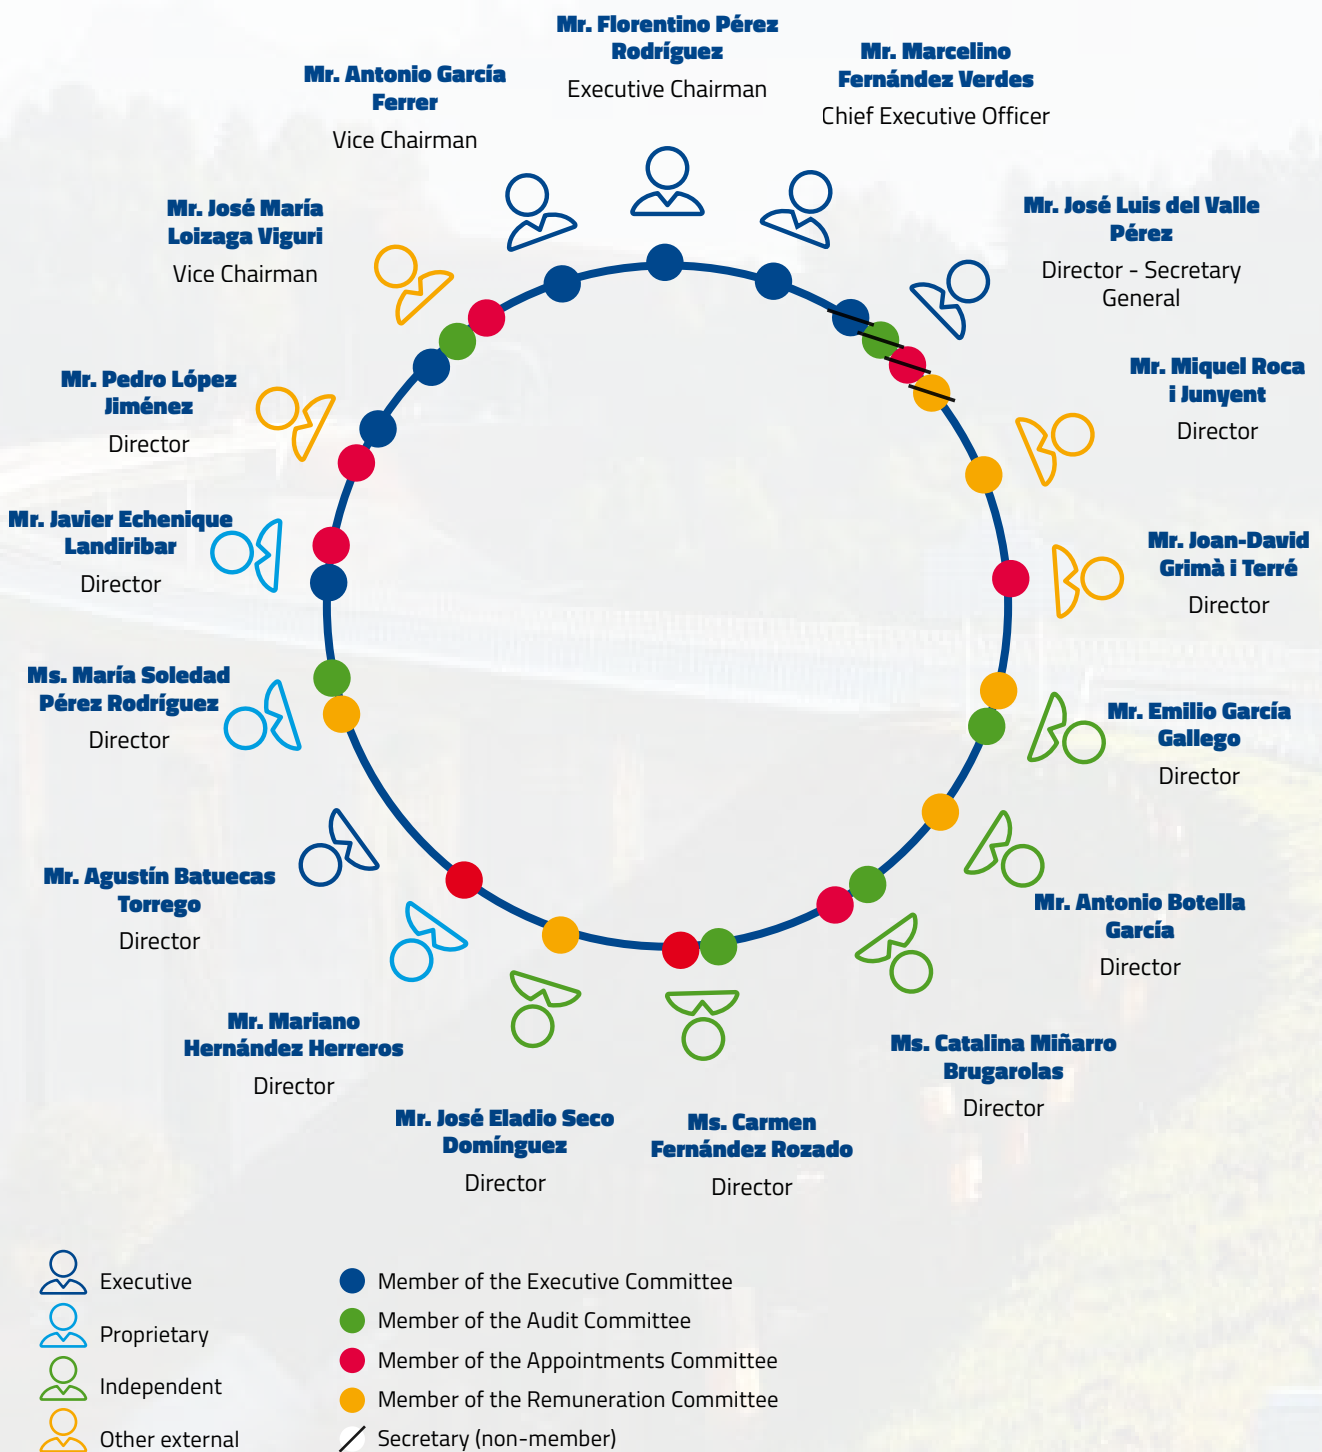 Mr. Florentino Pérez
Rodríguez
Executive Chairman
Mr. Marcelino
Fernández Verdes
Chief Executive Officer
Mr. Antonio García
Ferrer
Vice Chairman
Mr. José María
Loizaga Viguri
Vice Chairman
Mr. José Luis del Valle
Pérez
Director - Secretary
General
Mr. Pedro López
Jiménez
Director
Mr. Miquel Roca
i Junyent
Director
Mr. Javier Echenique
Landiribar
Director
Mr. Joan-David
Grimà i Terré
Director
Ms. María Soledad
Pérez Rodríguez
Director
Mr. Emilio García
Gallego
Director
Mr. Agustín Batuecas
Torrego
Director
Mr. Antonio Botella
García
Director
Mr. Mariano
Hernández Herreros
Director
Ms. Catalina Miñarro
Brugarolas
Director
Mr. José Eladio Seco
Domínguez
Director
Ms. Carmen
Fernández Rozado
Director
Executive
Proprietary
Independent
Other external
Member of the Executive Committee
Member of the Audit Committee
Member of the Appointments Committee
Member of the Remuneration Committee
Secretary (non-member)